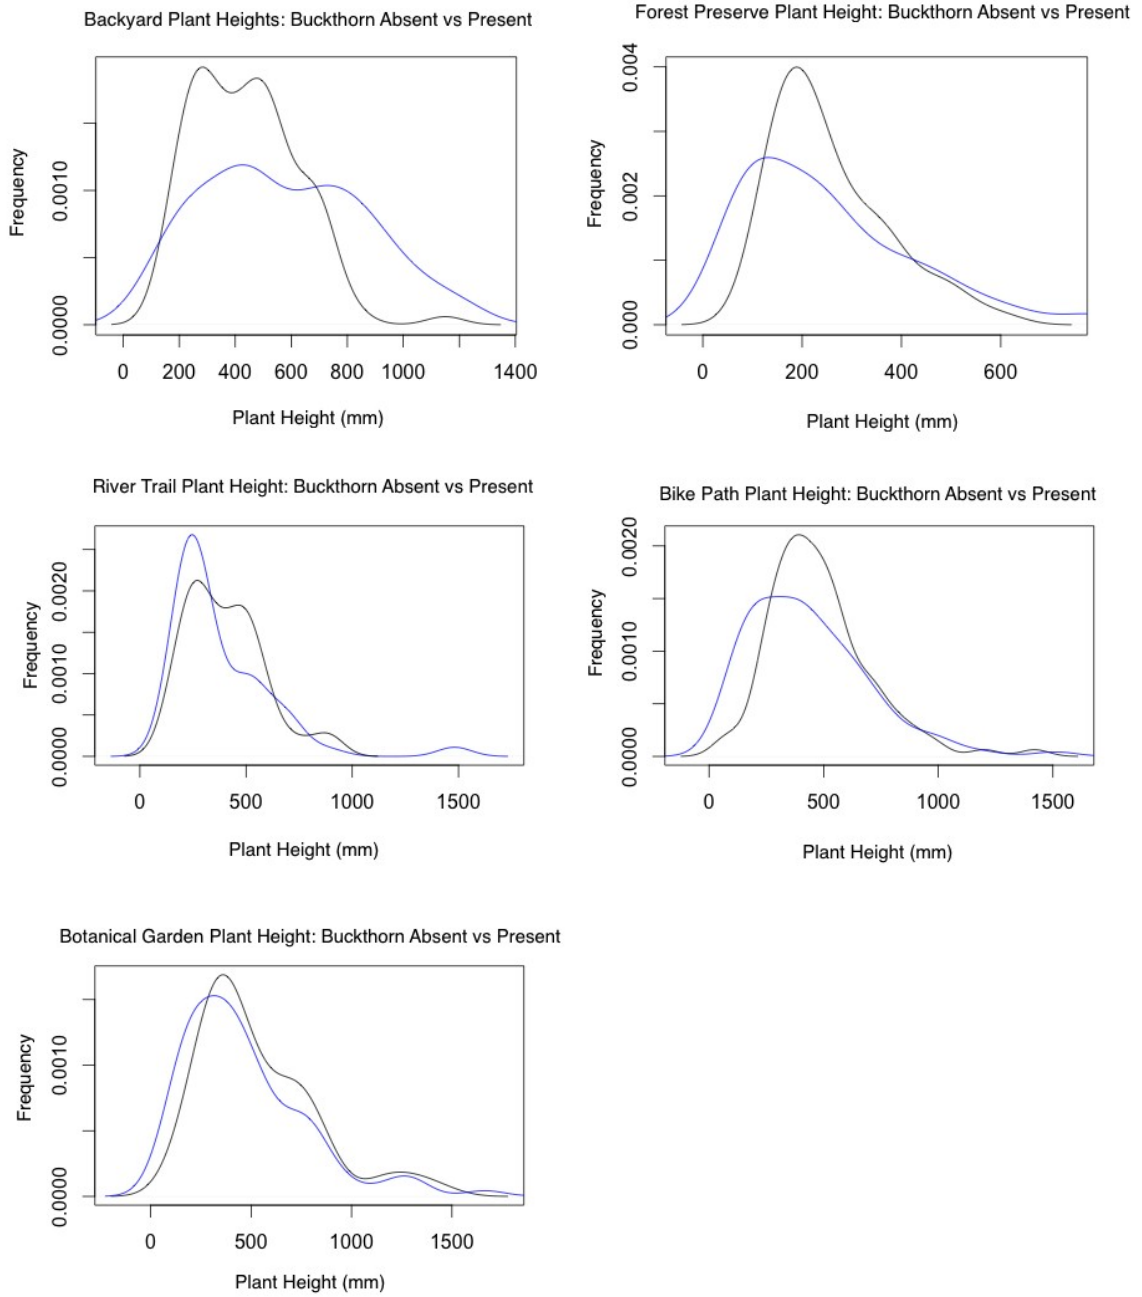 Backyard Plant Heights: Buckthorn Absent vs Present
Frequency
0.0000 0.0010
0 200 400 600 800 1000 1400
Plant Height (mm)
Forest Preserve Plant Height: Buckthorn Absent vs Present
Frequency
0.000 0.002 0.004
0 200 400 600
Plant Height (mm)
River Trail Plant Height: Buckthorn Absent vs Present
Frequency
0.0000 0.0010 0.0020
0 500 1000 1500
Plant Height (mm)
Bike Path Plant Height: Buckthorn Absent vs Present
Frequency
0.0000 0.0010 0.0020
0 500 1000 1500
Plant Height (mm)
Botanical Garden Plant Height: Buckthorn Absent vs Present
Frequency
0.0000 0.0010
0 500 1000 1500
Plant Height (mm)